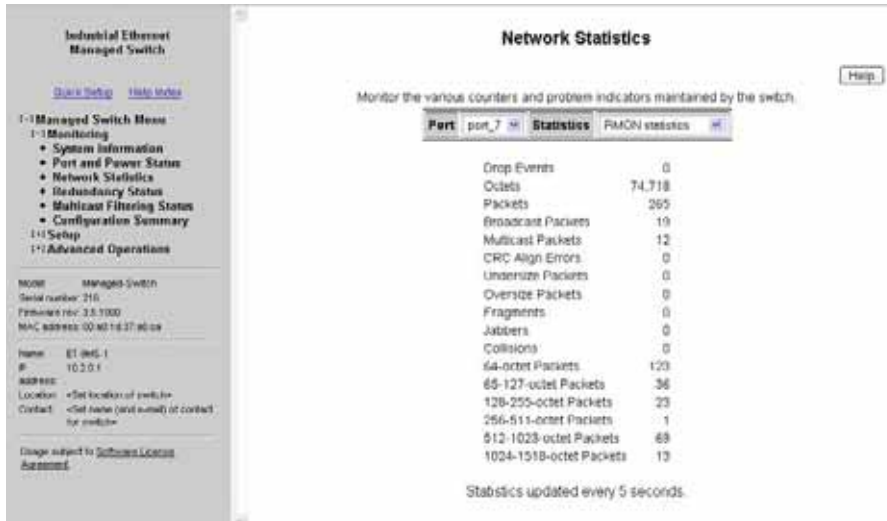 Industrial Ethernet
Managed Switch
Quick Setup Help Index
[-] Managed Switch Menu
[-] Monitoring
System Information
Port and Power Status
Network Statistics
Redundancy Status
Multicast Filtering Status
Configuration Summary
[+] Setup
[+] Advanced Operations
Model: Managed-Switch
Serial number: 216
Firmware rev: 3.5.1000
MAC address:
Name:
IP address: 10.2.0.1
Location: <Set location of switch>
Contact: <Set name (and e-mail) of contact for switch>
Usage subject to Software License Agreement.
Network Statistics
Help
Monitor the various counters and problem indicators maintained by the switch.
Port port_7 Statistics RMON statistics
Drop Events 0
Octets 74,718
Packets 265
Broadcast Packets 19
Multicast Packets 12
CRC Align Errors 0
Undersize Packets 0
Oversize Packets 0
Fragments 0
Jabbers 0
Collisions 0
64-octet Packets 123
65-127-octet Packets 36
128-255-octet Packets 23
256-511-octet Packets 1
512-1023-octet Packets 69
1024-1518-octet Packets 13
Statistics updated every 5 seconds.